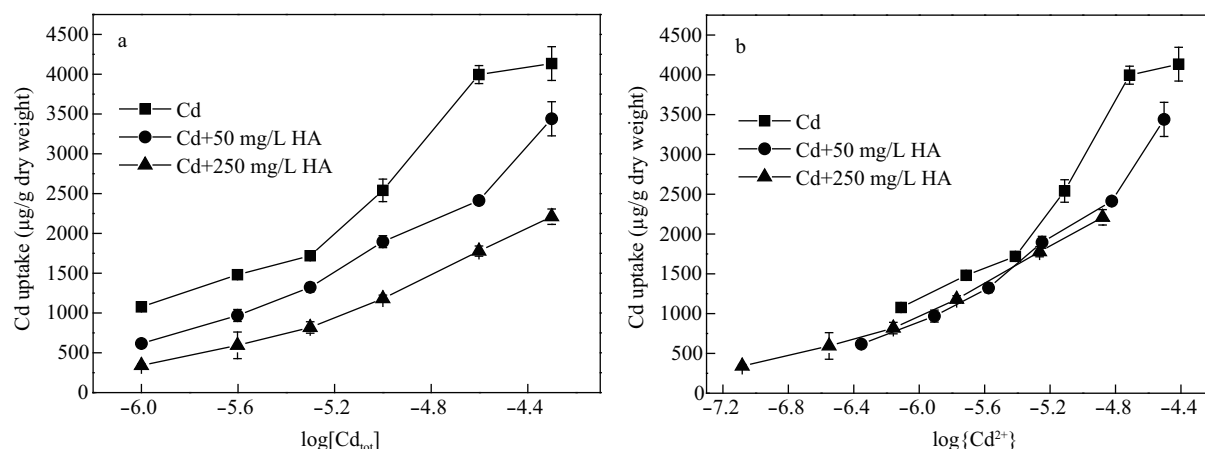 a
Cd
Cd+50 mg/L HA
Cd+250 mg/L HA
Cd uptake (μg/g dry weight)
4500
4000
3500
3000
2500
2000
1500
1000
500
0
−6.0 −5.6 −5.2 −4.8 −4.4
log[Cd_tot]
b
Cd
Cd+50 mg/L HA
Cd+250 mg/L HA
Cd uptake (μg/g dry weight)
4500
4000
3500
3000
2500
2000
1500
1000
500
0
−7.2 −6.8 −6.4 −6.0 −5.6 −5.2 −4.8 −4.4
log{Cd²⁺}